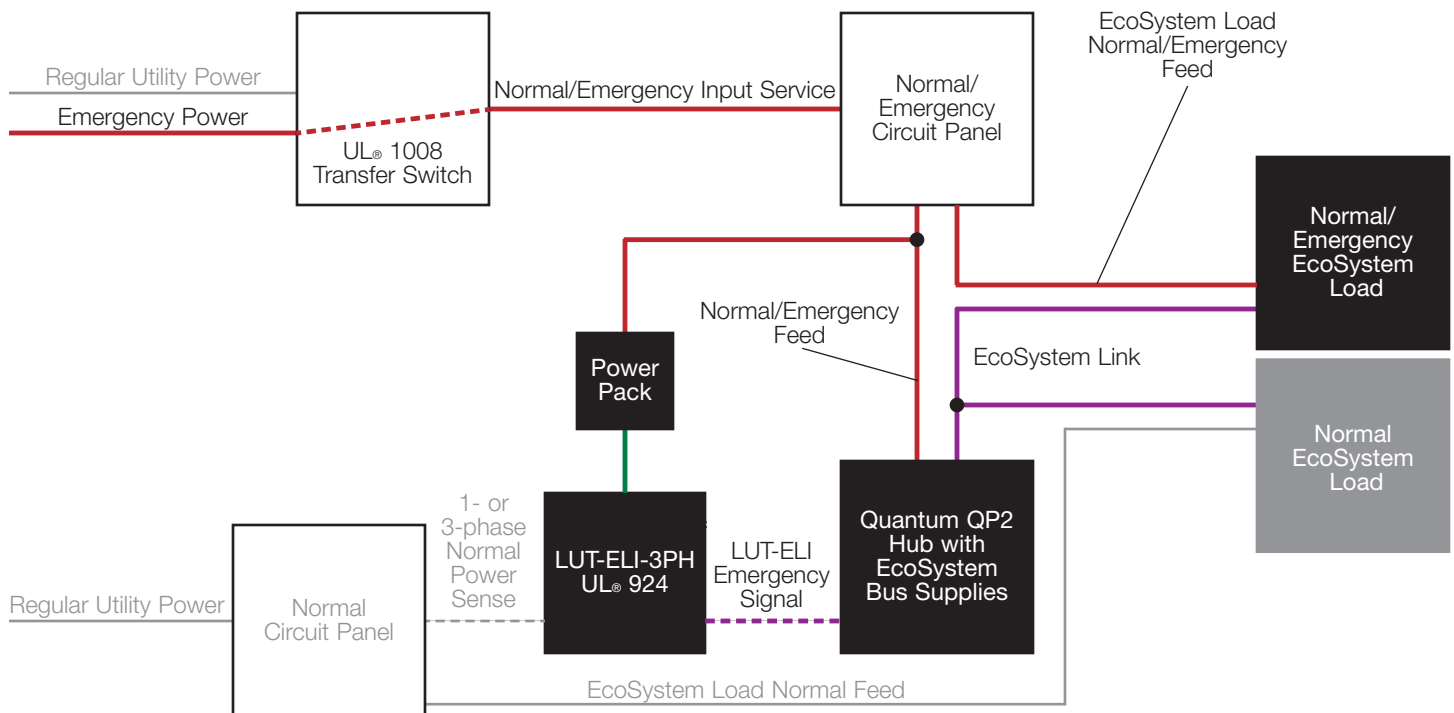 Regular Utility Power
Emergency Power
UL® 1008
Transfer Switch
Normal/Emergency Input Service
Normal/
Emergency
Circuit Panel
EcoSystem Load
Normal/Emergency
Feed
Normal/
Emergency
EcoSystem
Load
Normal/Emergency
Feed
EcoSystem Link
Power
Pack
Normal
EcoSystem
Load
1- or
3-phase
Normal
Power
Sense
LUT-ELI-3PH
UL® 924
LUT-ELI
Emergency
Signal
Quantum QP2
Hub with
EcoSystem
Bus Supplies
Regular Utility Power
Normal
Circuit Panel
EcoSystem Load Normal Feed